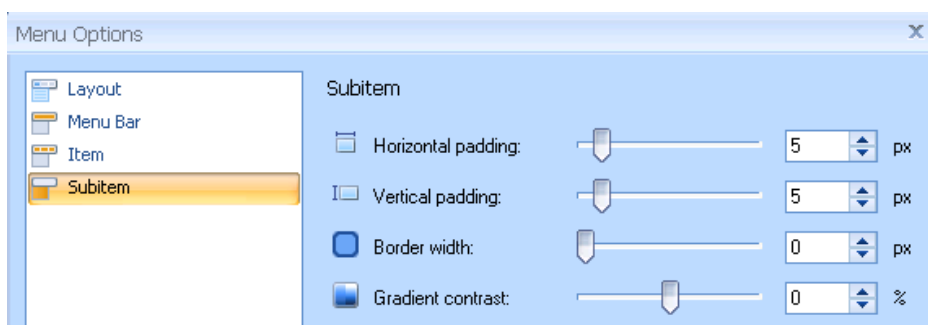 Menu Options
Layout
Menu Bar
Item
Subitem
Subitem
Horizontal padding: 5 px
Vertical padding: 5 px
Border width: 0 px
Gradient contrast: 0 %